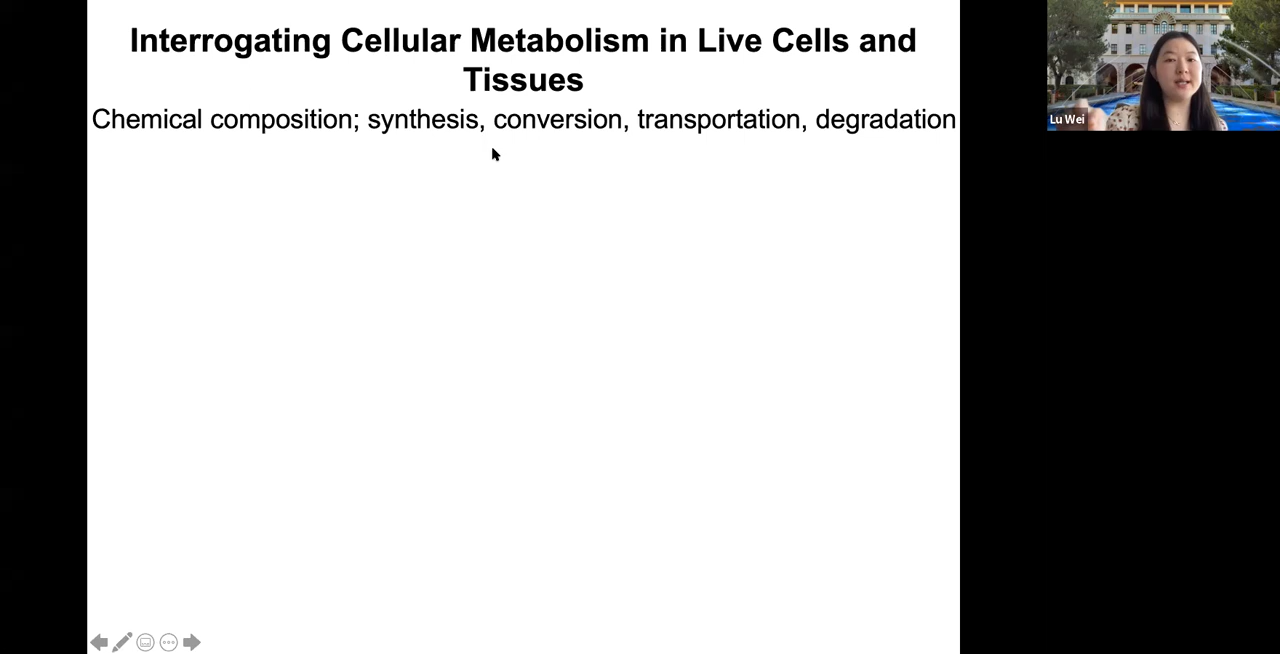 Interrogating Cellular Metabolism in Live Cells and
Tissues
Chemical composition; synthesis, conversion, transportation, degradation
Lu Wei